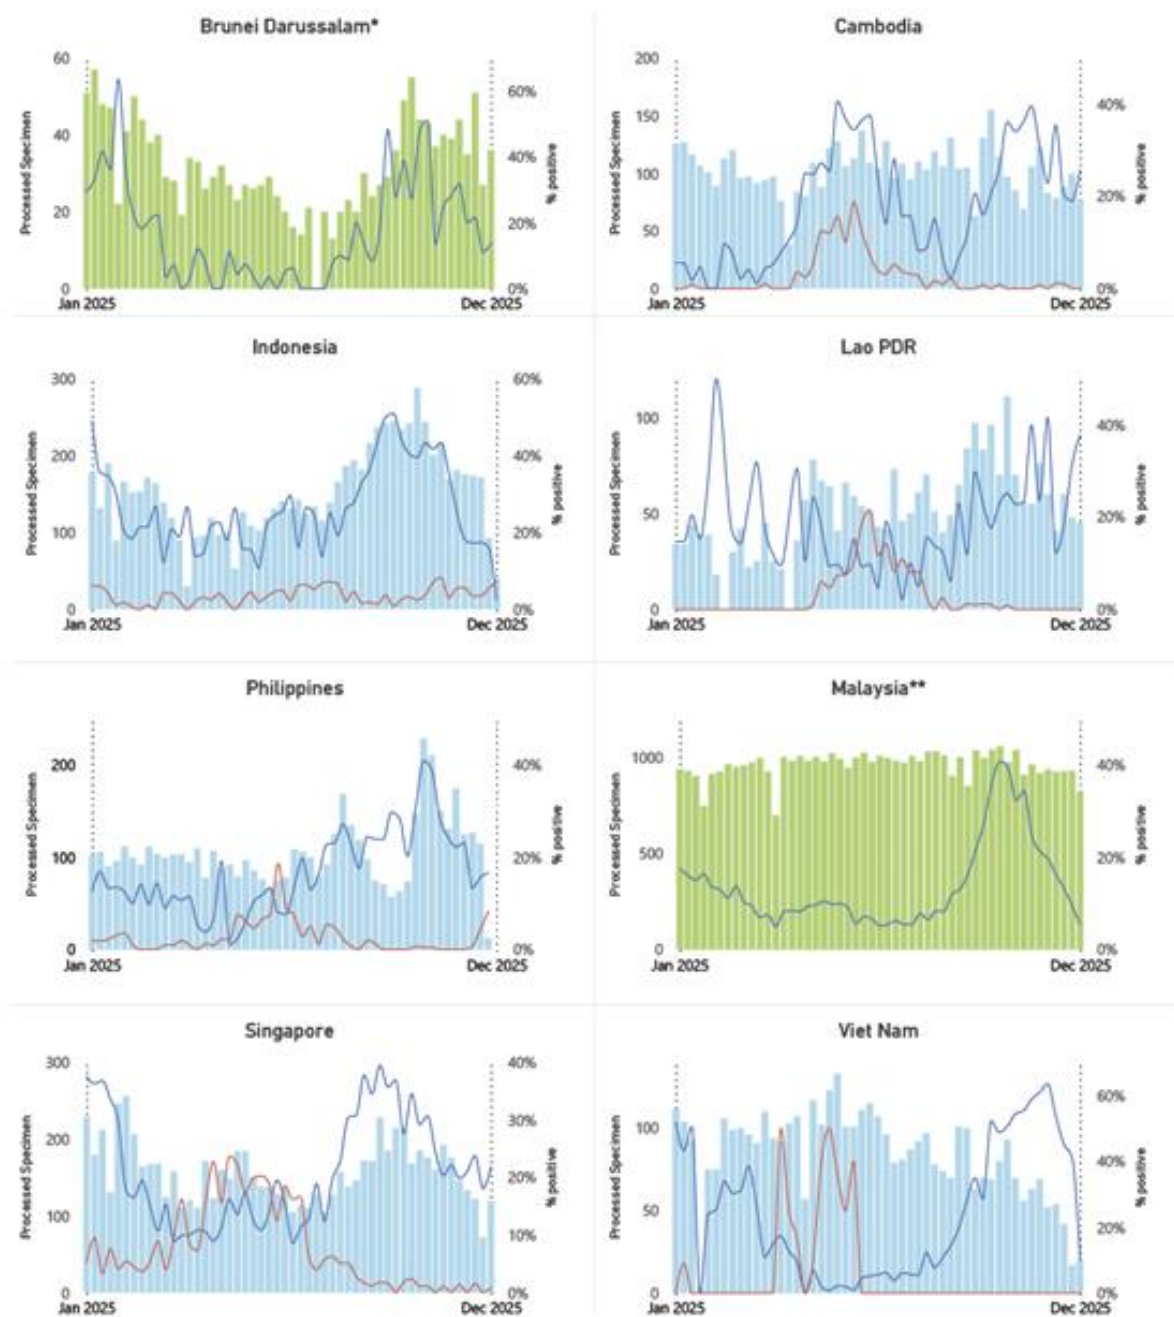 Brunei Darussalam*
60
40
20
0
Processed Specimen
60%
40%
20%
0%
% positive
Jan 2025
Dec 2025
Cambodia
200
150
100
50
0
Processed Specimen
40%
20%
0%
% positive
Jan 2025
Dec 2025
Indonesia
300
200
100
0
Processed Specimen
60%
40%
20%
0%
% positive
Jan 2025
Dec 2025
Lao PDR
100
50
0
Processed Specimen
40%
20%
0%
% positive
Jan 2025
Dec 2025
Philippines
200
100
0
Processed Specimen
40%
20%
0%
% positive
Jan 2025
Dec 2025
Malaysia**
1000
500
0
Processed Specimen
40%
20%
0%
% positive
Jan 2025
Dec 2025
Singapore
300
200
100
0
Processed Specimen
40%
30%
20%
10%
0%
% positive
Jan 2025
Dec 2025
Viet Nam
100
50
0
Processed Specimen
60%
40%
20%
0%
% positive
Jan 2025
Dec 2025